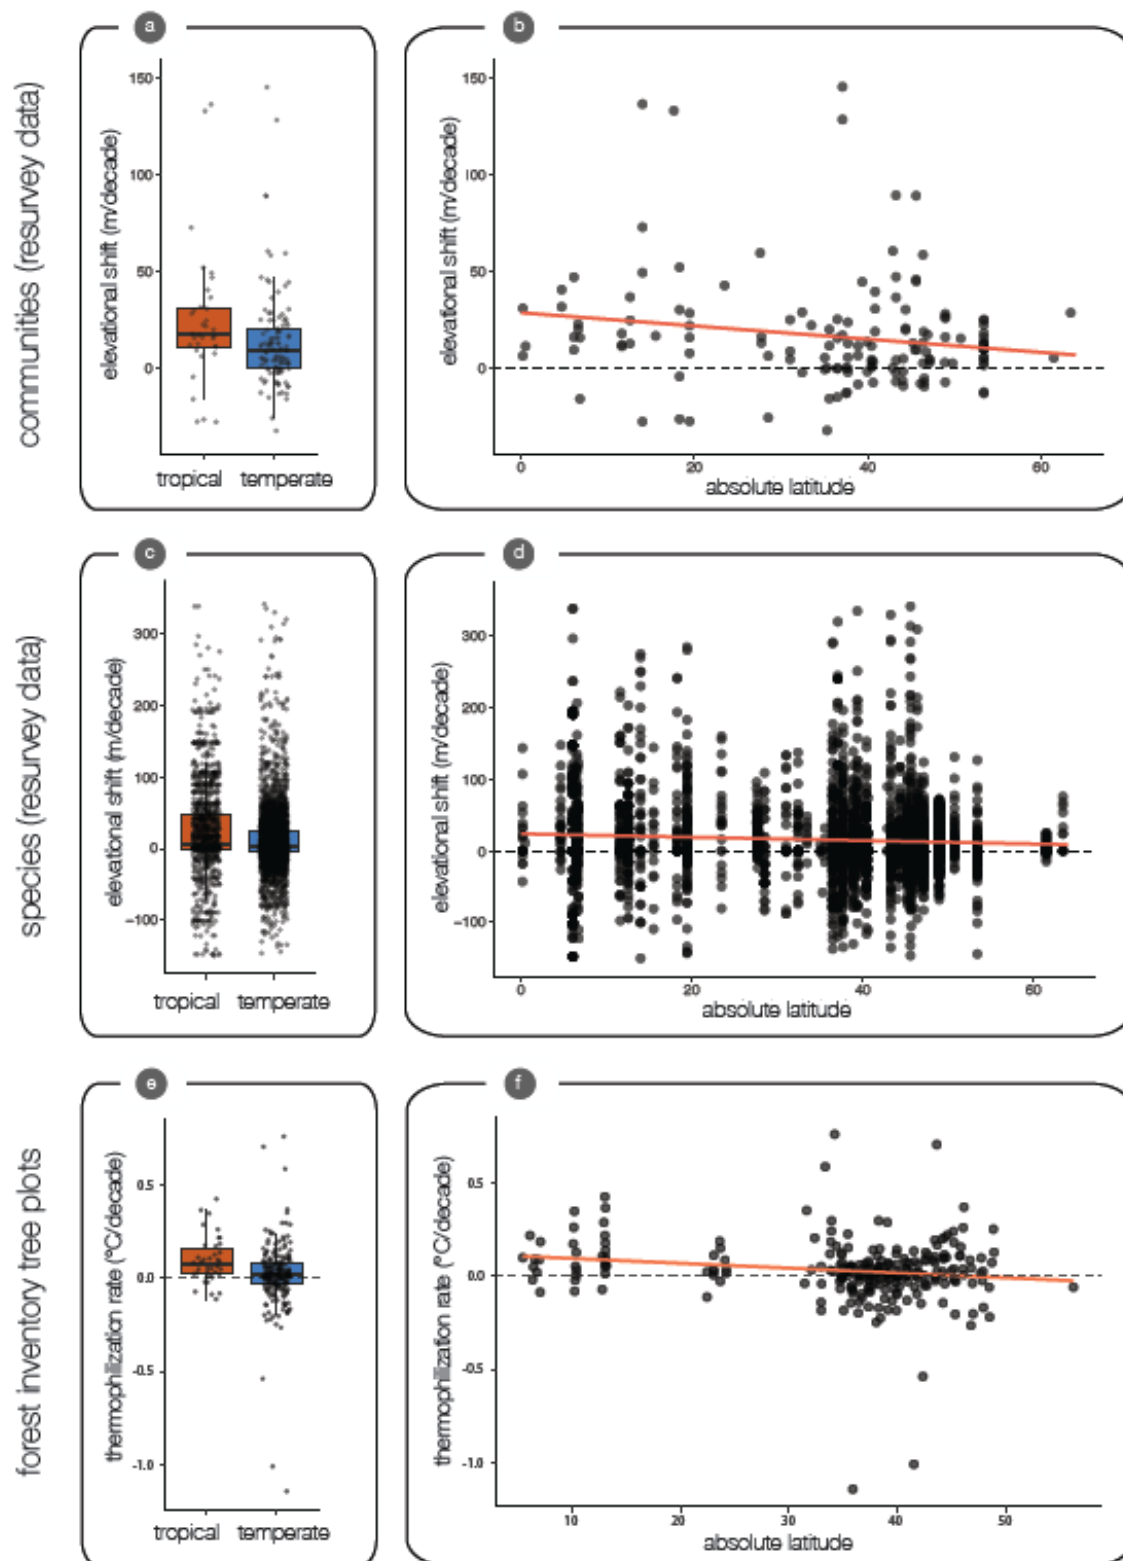 communities (resurvey data)
a
elevational shift (m/decade)
150
100
50
0
tropical
temperate
b
elevational shift (m/decade)
150
100
50
0
0
20
40
60
absolute latitude
species (resurvey data)
c
elevational shift (m/decade)
300
200
100
0
−100
tropical
temperate
d
elevational shift (m/decade)
300
200
100
0
−100
0
20
40
60
absolute latitude
forest inventory tree plots
e
thermophilization rate (°C/decade)
0.5
0.0
-0.5
-1.0
tropical
temperate
f
thermophilization rate (°C/decade)
0.5
0.0
-0.5
-1.0
10
20
30
40
50
absolute latitude